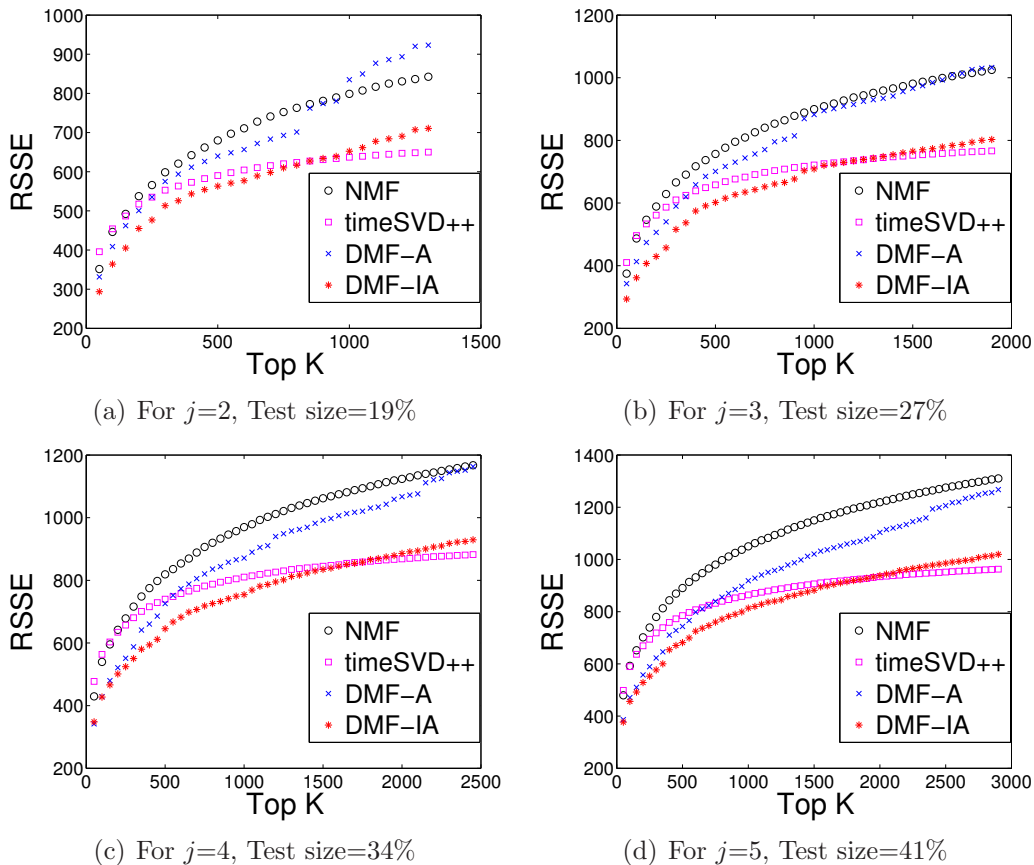 1000
900
800
700
600
500
400
300
200
RSSE
NMF
timeSVD++
DMF-A
DMF-IA
0 500 1000 1500
Top K
(a) For j=2, Test size=19%
1200
1000
800
600
400
200
RSSE
NMF
timeSVD++
DMF-A
DMF-IA
0 500 1000 1500 2000
Top K
(b) For j=3, Test size=27%
1200
1000
800
600
400
200
RSSE
NMF
timeSVD++
DMF-A
DMF-IA
0 500 1000 1500 2000 2500
Top K
(c) For j=4, Test size=34%
1400
1200
1000
800
600
400
200
RSSE
NMF
timeSVD++
DMF-A
DMF-IA
0 500 1000 1500 2000 2500 3000
Top K
(d) For j=5, Test size=41%